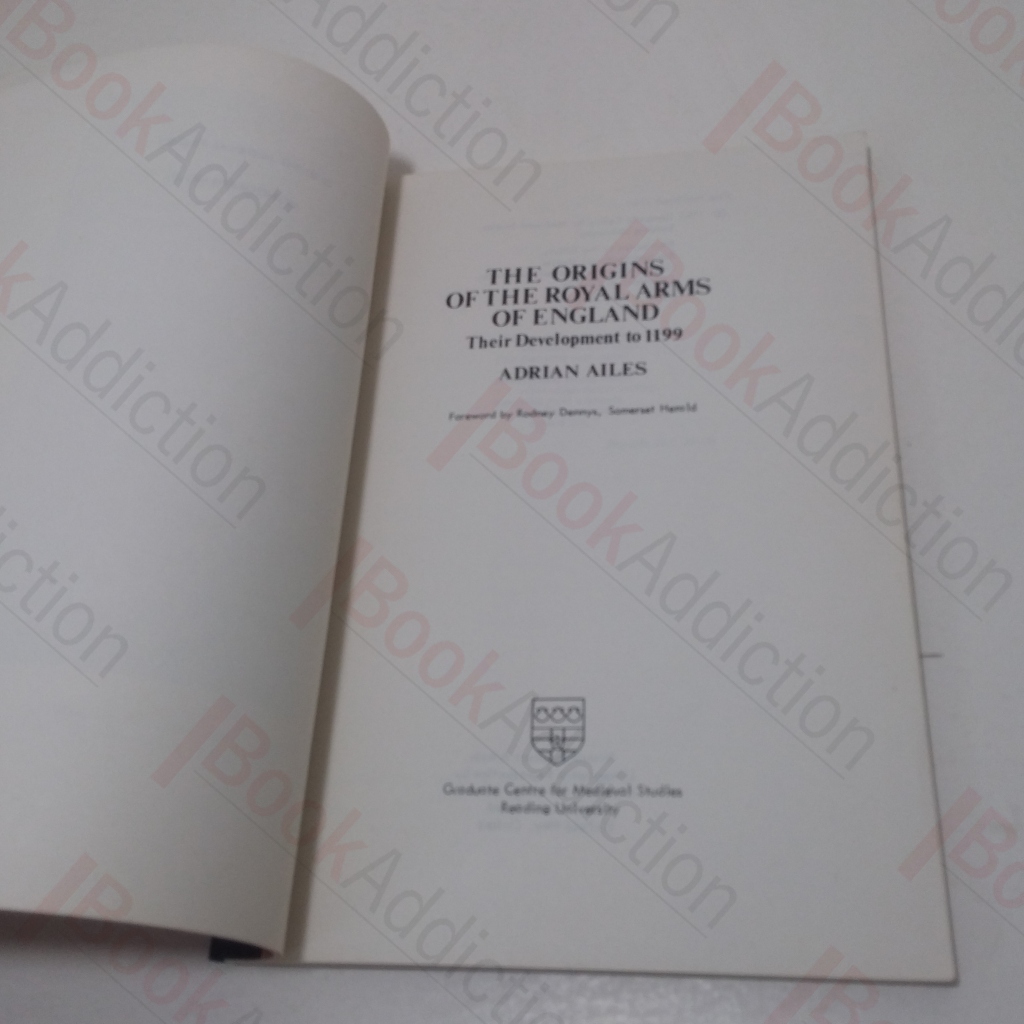 THE ORIGINS
OF THE ROYAL ARMS
OF ENGLAND
Their Development to 1199
ADRIAN AILES
Foreword by Rodney Dennys, Somerset Herald
Graduate Centre for Medieval Studies
Reading University
BookAddiction